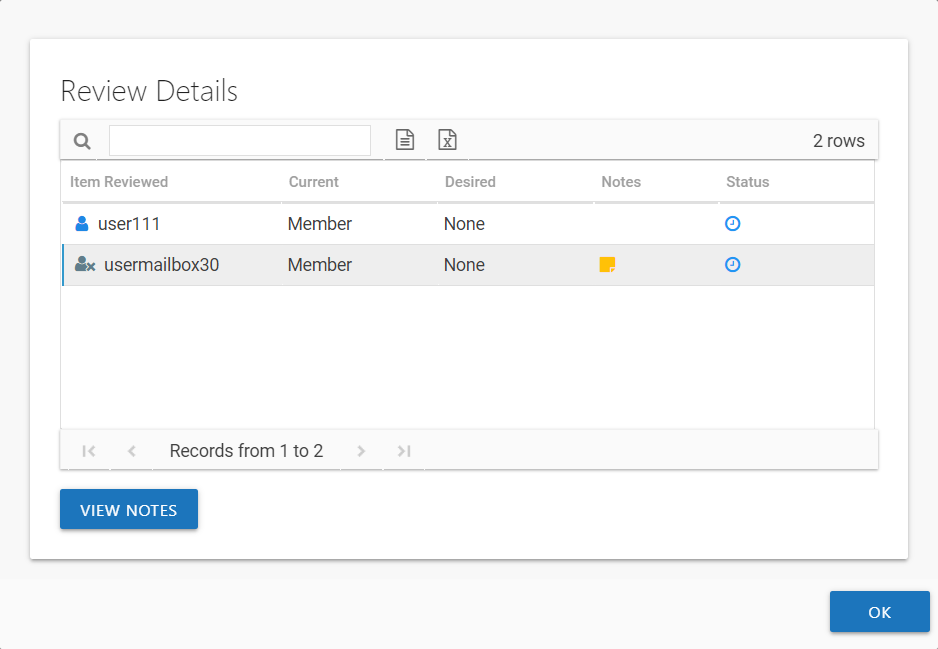 Review Details
2 rows
Item Reviewed Current Desired Notes Status
user111 Member None
usermailbox30 Member None
Records from 1 to 2
VIEW NOTES
OK